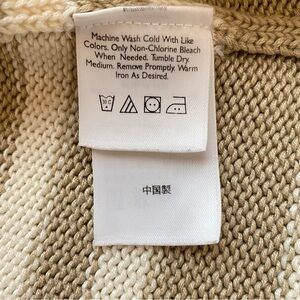 Machine Wash Cold With Like
Colors. Only Non-Chlorine Bleach
When Needed. Tumble Dry.
Medium. Remove Promptly. Warm
Iron As Desired.
30 C
中国製